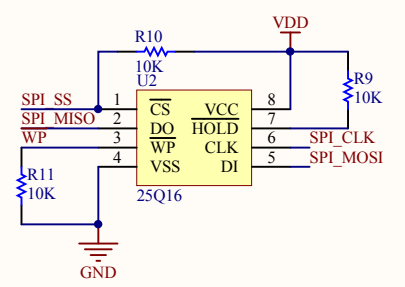 VDD
R10
10K
U2
R9
10K
SPI_SS 1 CS VCC 8
SPI_MISO 2 DO HOLD 7
WP 3 WP CLK 6 SPI_CLK
4 VSS DI 5 SPI_MOSI
R11
10K
25Q16
GND